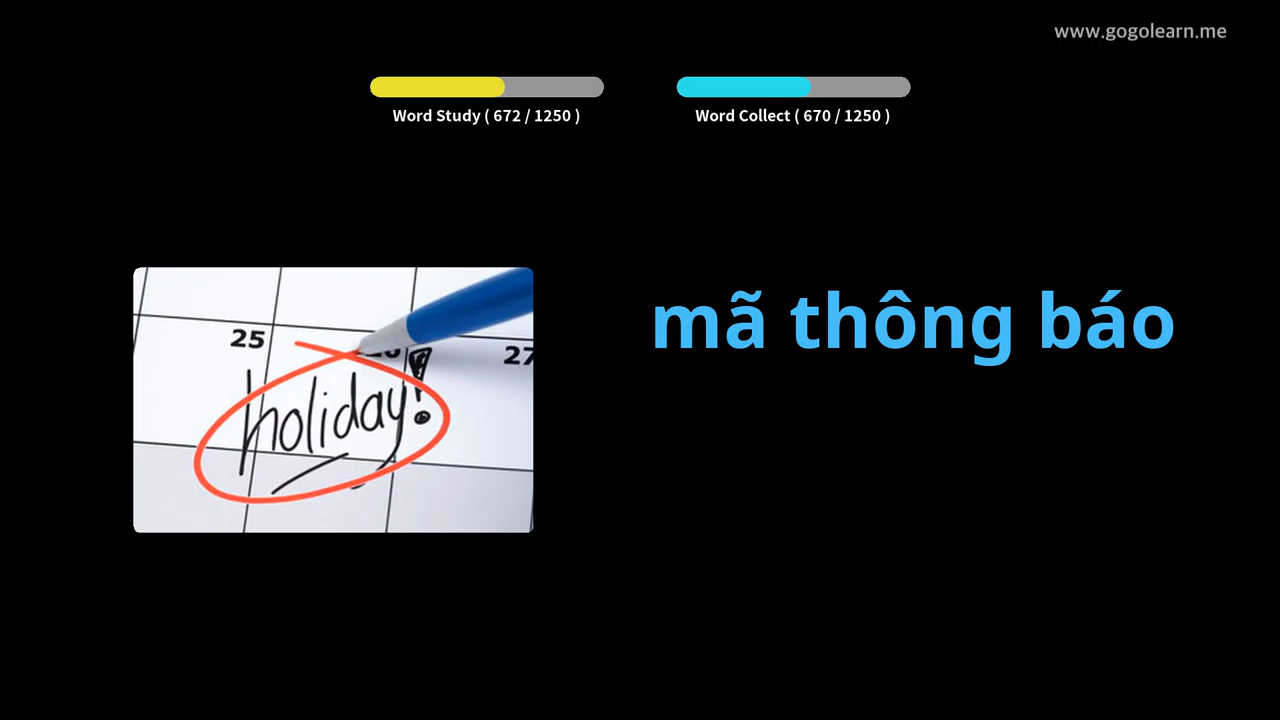 www.gogolearn.me
Word Study ( 672 / 1250 )
Word Collect ( 670 / 1250 )
mã thông báo
25
27
holiday!